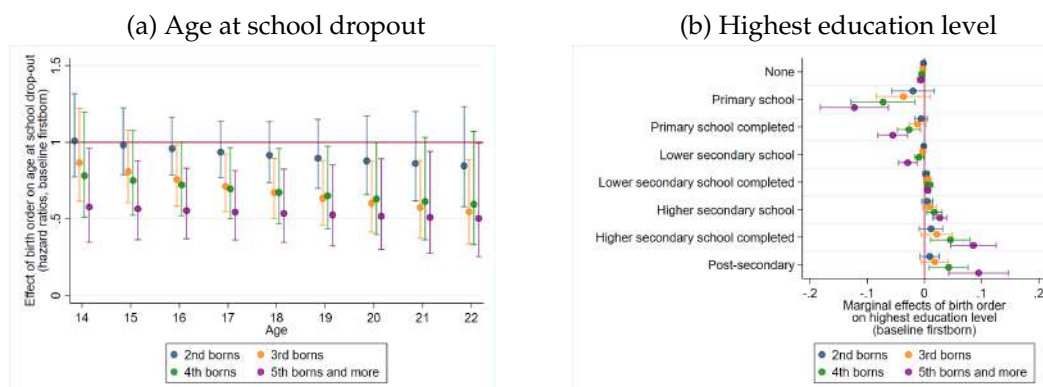 (a) Age at school dropout
Effect of birth order on age at school drop-out
(hazard ratios, baseline firstborn)
1.5
1
.5
0
14 15 16 17 18 19 20 21 22
Age
2nd borns 3rd borns
4th borns 5th borns and more
(b) Highest education level
None
Primary school
Primary school completed
Lower secondary school
Lower secondary school completed
Higher secondary school
Higher secondary school completed
Post-secondary
-.2 -.1 0 .1 .2
Marginal effects of birth order
on highest education level
(baseline firstborn)
2nd borns 3rd borns
4th borns 5th borns and more